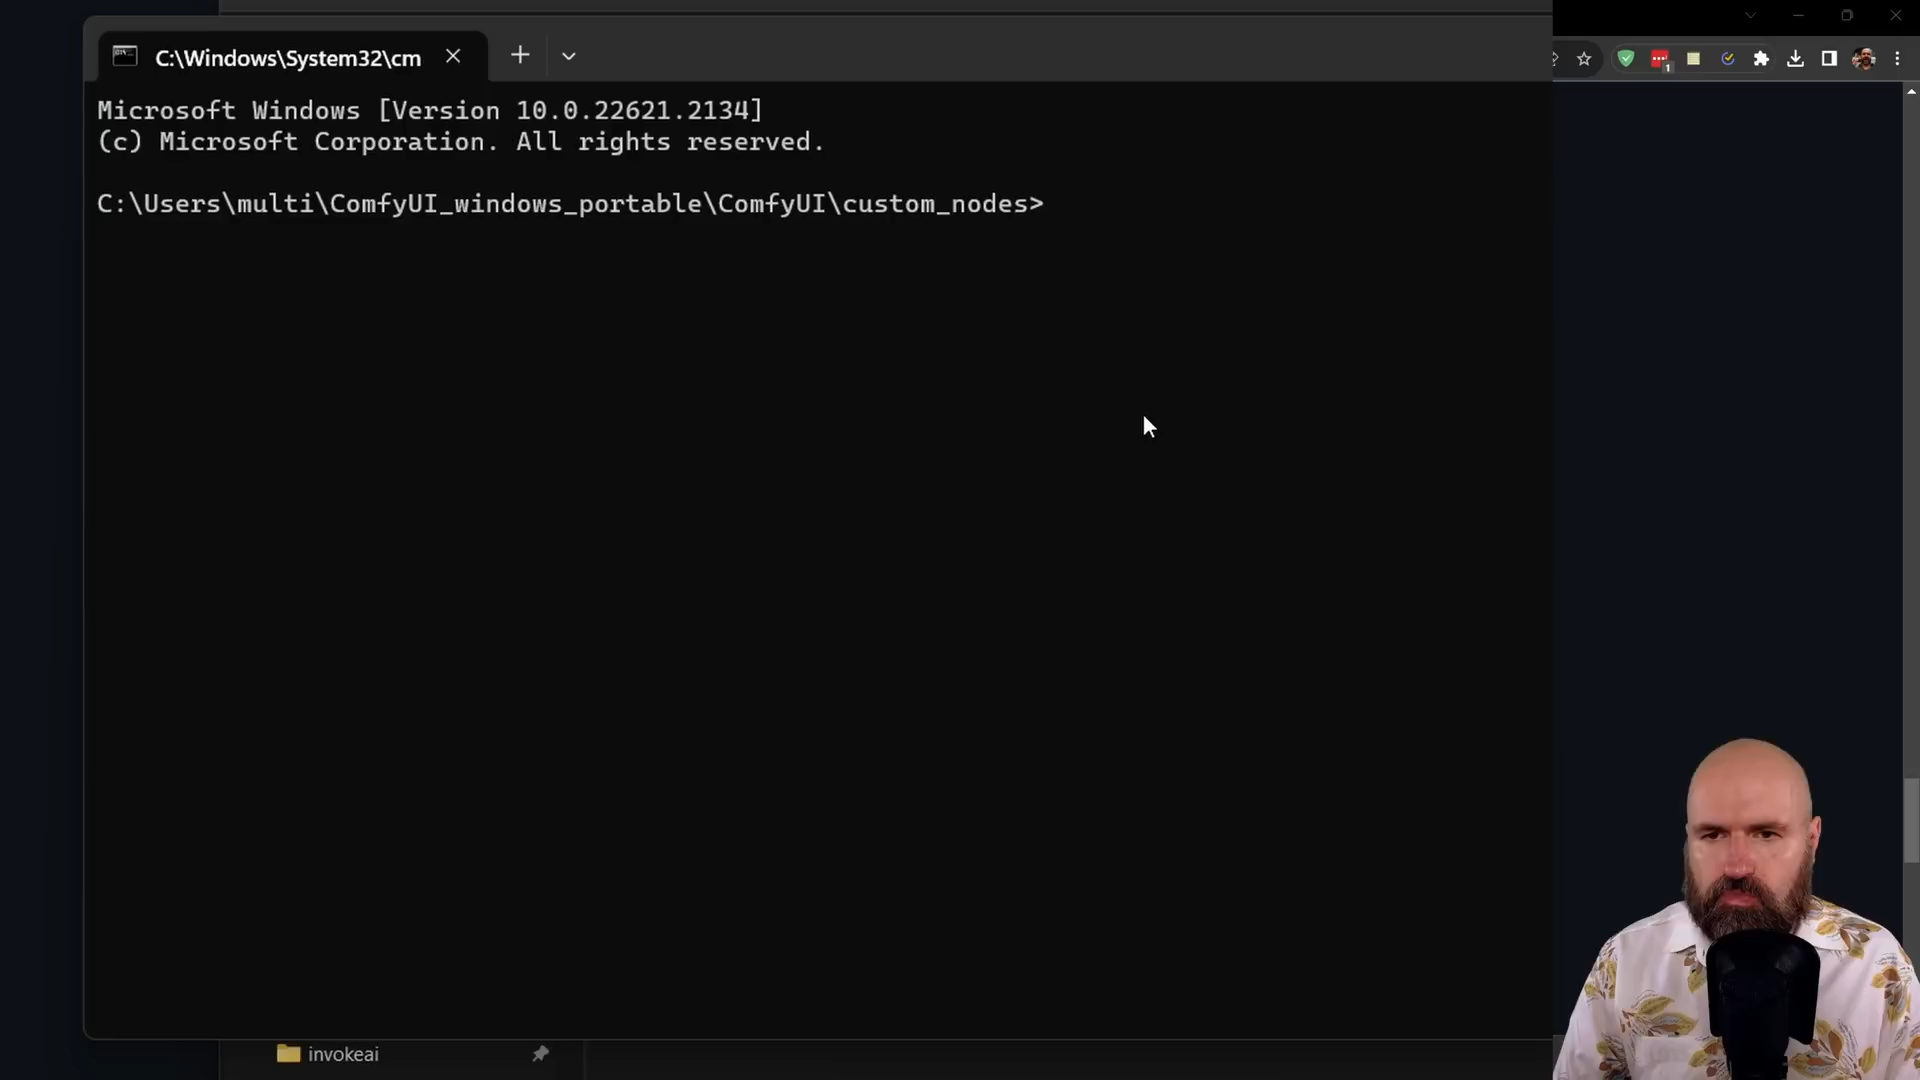 C:\Windows\System32\cm
Microsoft Windows [Version 10.0.22621.2134]
(c) Microsoft Corporation. All rights reserved.
C:\Users\multi\ComfyUI_windows_portable\ComfyUI\custom_nodes>
1
invokeai